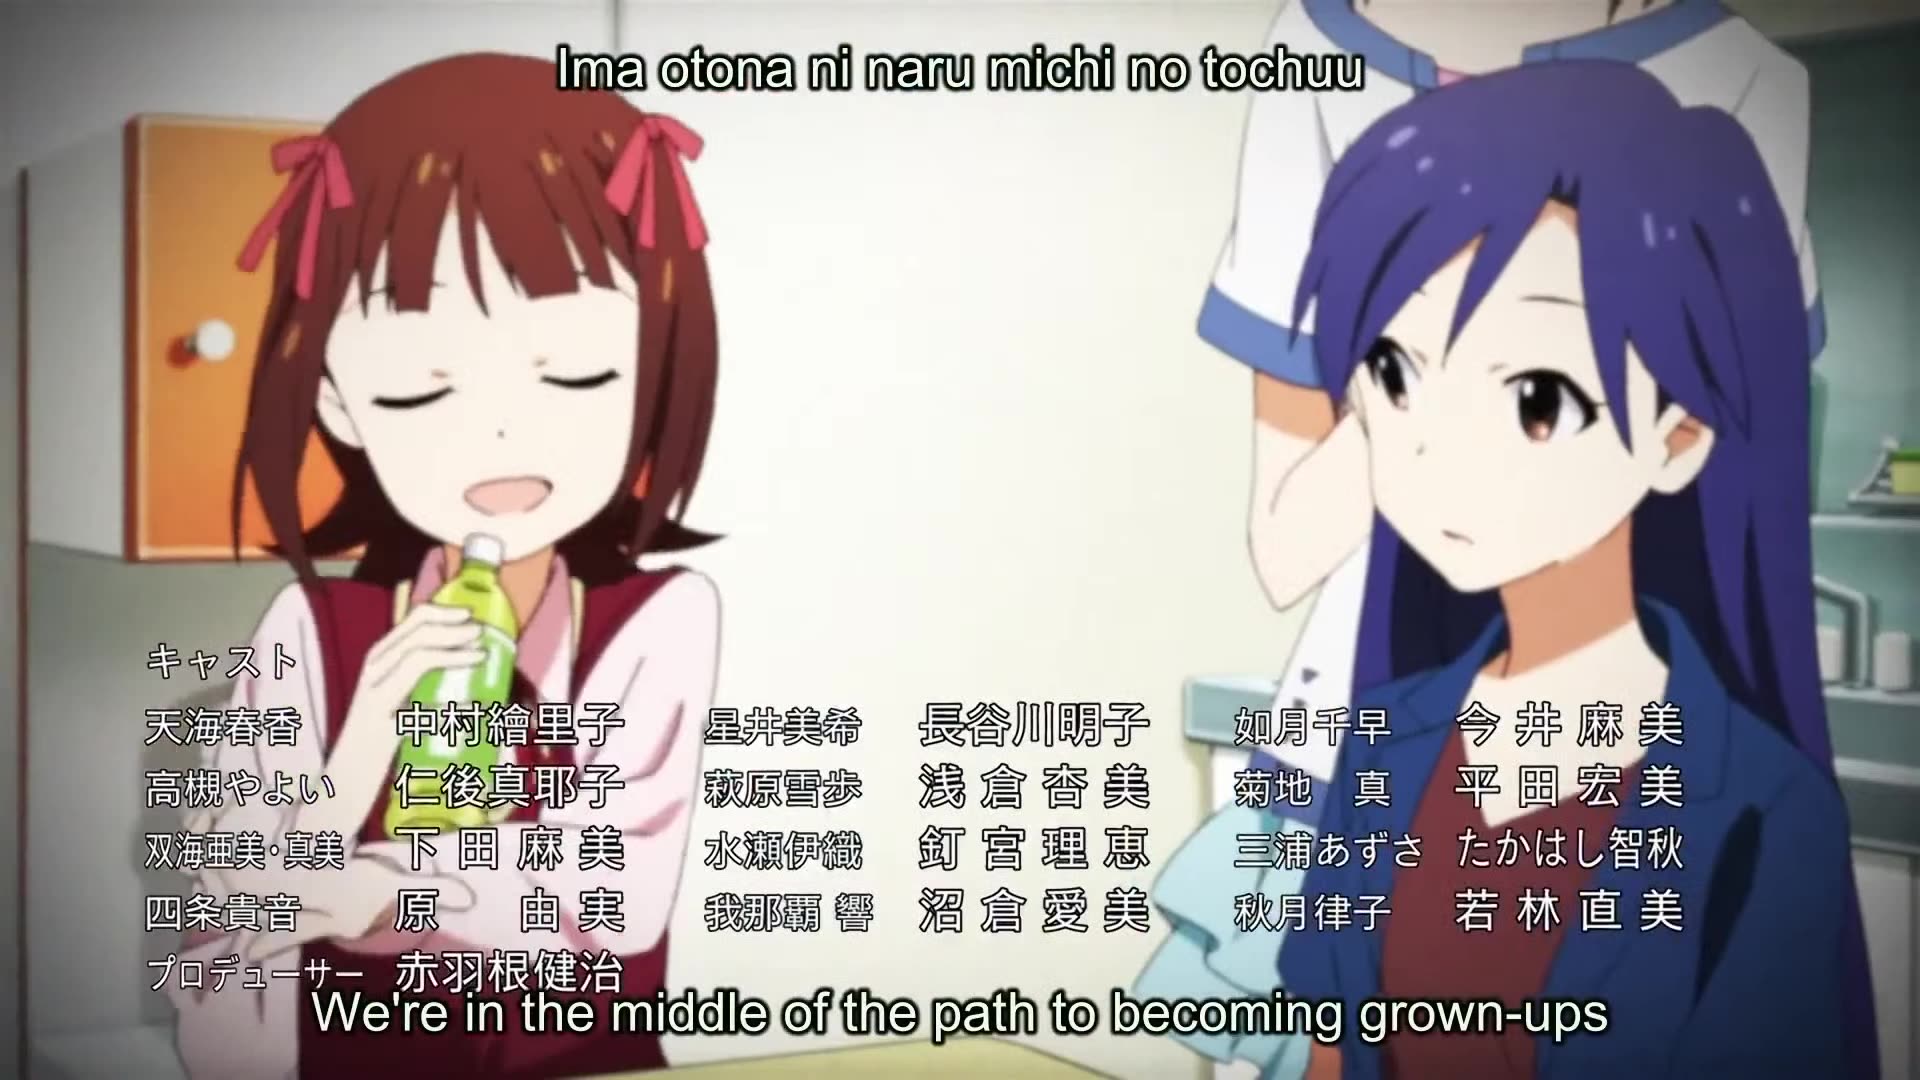 Ima otona ni naru michi no tochuu
キャスト
天海春香 中村繪里子 星井美希 長谷川明子 如月千早 今井麻美
高槻やよい 仁後真耶子 萩原雪歩 浅倉杏美 菊地 真 平田宏美
双海亜美・真美 下田麻美 水瀬伊織 釘宮理恵 三浦あずさ たかはし智秋
四条貴音 原 由実 我那覇 響 沼倉愛美 秋月律子 若林直美
プロデューサー 赤羽根健治
We're in the middle of the path to becoming grown-ups